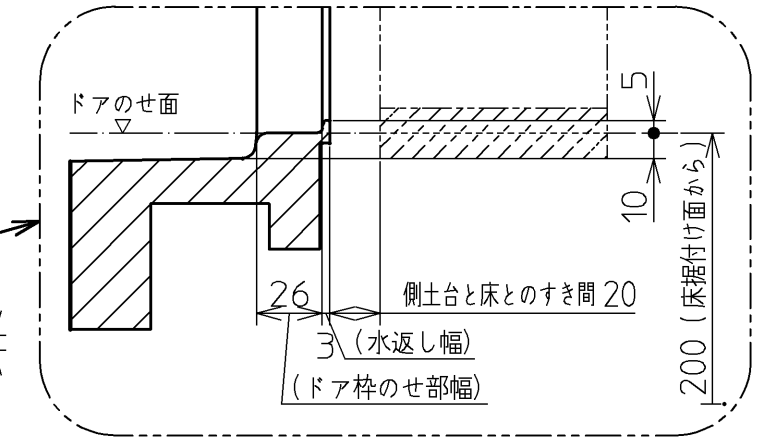 ドアのせ面
5
10
26
側土台と床とのすき間 20
3
(水返し幅)
(ドア枠のせ部幅)
200 (床据付け面から)